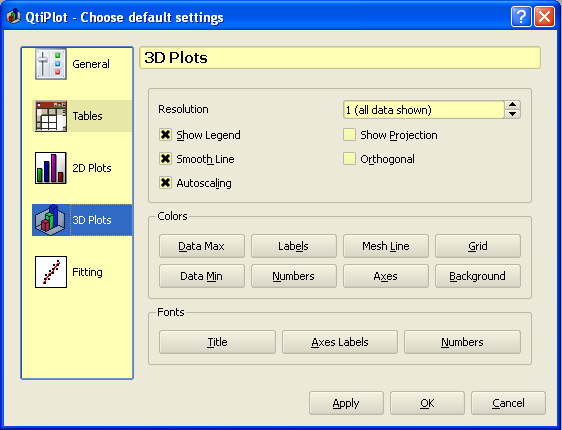 QtiPlot - Choose default settings
General
Tables
2D Plots
3D Plots
Fitting
3D Plots
Resolution 1 (all data shown)
Show Legend Show Projection
Smooth Line Orthogonal
Autoscaling
Colors
Data Max Labels Mesh Line Grid
Data Min Numbers Axes Background
Fonts
Title Axes Labels Numbers
Apply OK Cancel